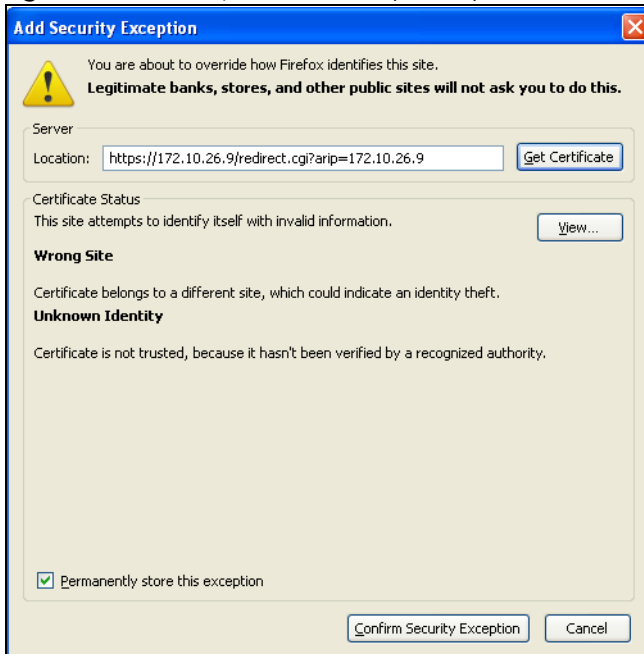 Add Security Exception
You are about to override how Firefox identifies this site.
Legitimate banks, stores, and other public sites will not ask you to do this.
Server
Location: https://172.10.26.9/redirect.cgi?arip=172.10.26.9 Get Certificate
Certificate Status
This site attempts to identify itself with invalid information. View...
Wrong Site
Certificate belongs to a different site, which could indicate an identity theft.
Unknown Identity
Certificate is not trusted, because it hasn't been verified by a recognized authority.
Permanently store this exception
Confirm Security Exception Cancel